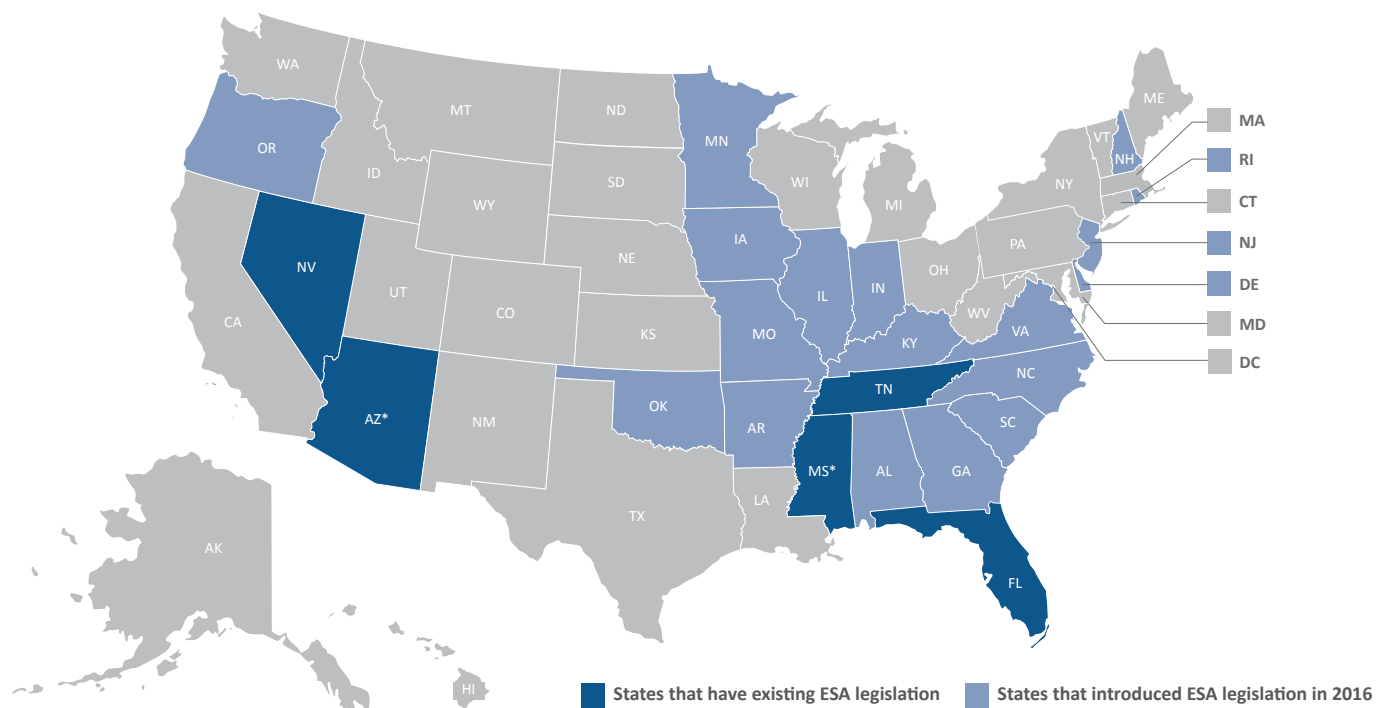 WA
MT
ND
MN
ME
VT
NH
MA
RI
CT
NJ
DE
MD
DC
OR
ID
SD
WI
MI
NY
WY
NE
IA
PA
NV
UT
CO
KS
IL
IN
OH
WV
VA
CA
MO
KY
NC
AZ*
NM
OK
AR
TN
SC
MS*
AL
GA
TX
LA
FL
AK
HI
States that have existing ESA legislation
States that introduced ESA legislation in 2016